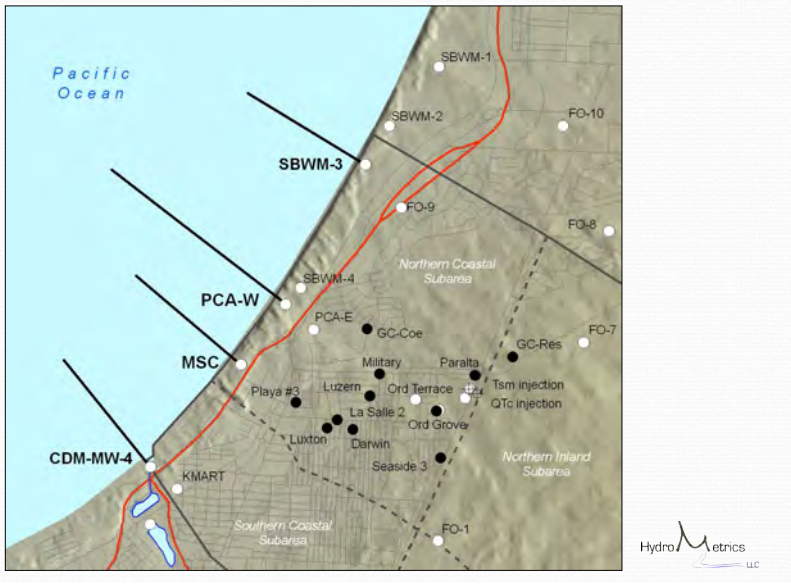 Pacific
Ocean
SBWM-1
SBWM-2
FO-10
SBWM-3
FO-9
FO-8
Northern Coastal
Subarea
SBWM-4
PCA-W
PCA-E
GC-Coe
FO-7
GC-Res
MSC
Military
Paralta
Playa #3
Luzern
Ord Terrace
Tsm injection
QTc injection
La Salle 2
Ord Grove
Luxton
Darwin
CDM-MW-4
Seaside 3
Northern Inland
Subarea
KMART
Southern Coastal
Subarea
FO-1
Hydro Metrics
LLC